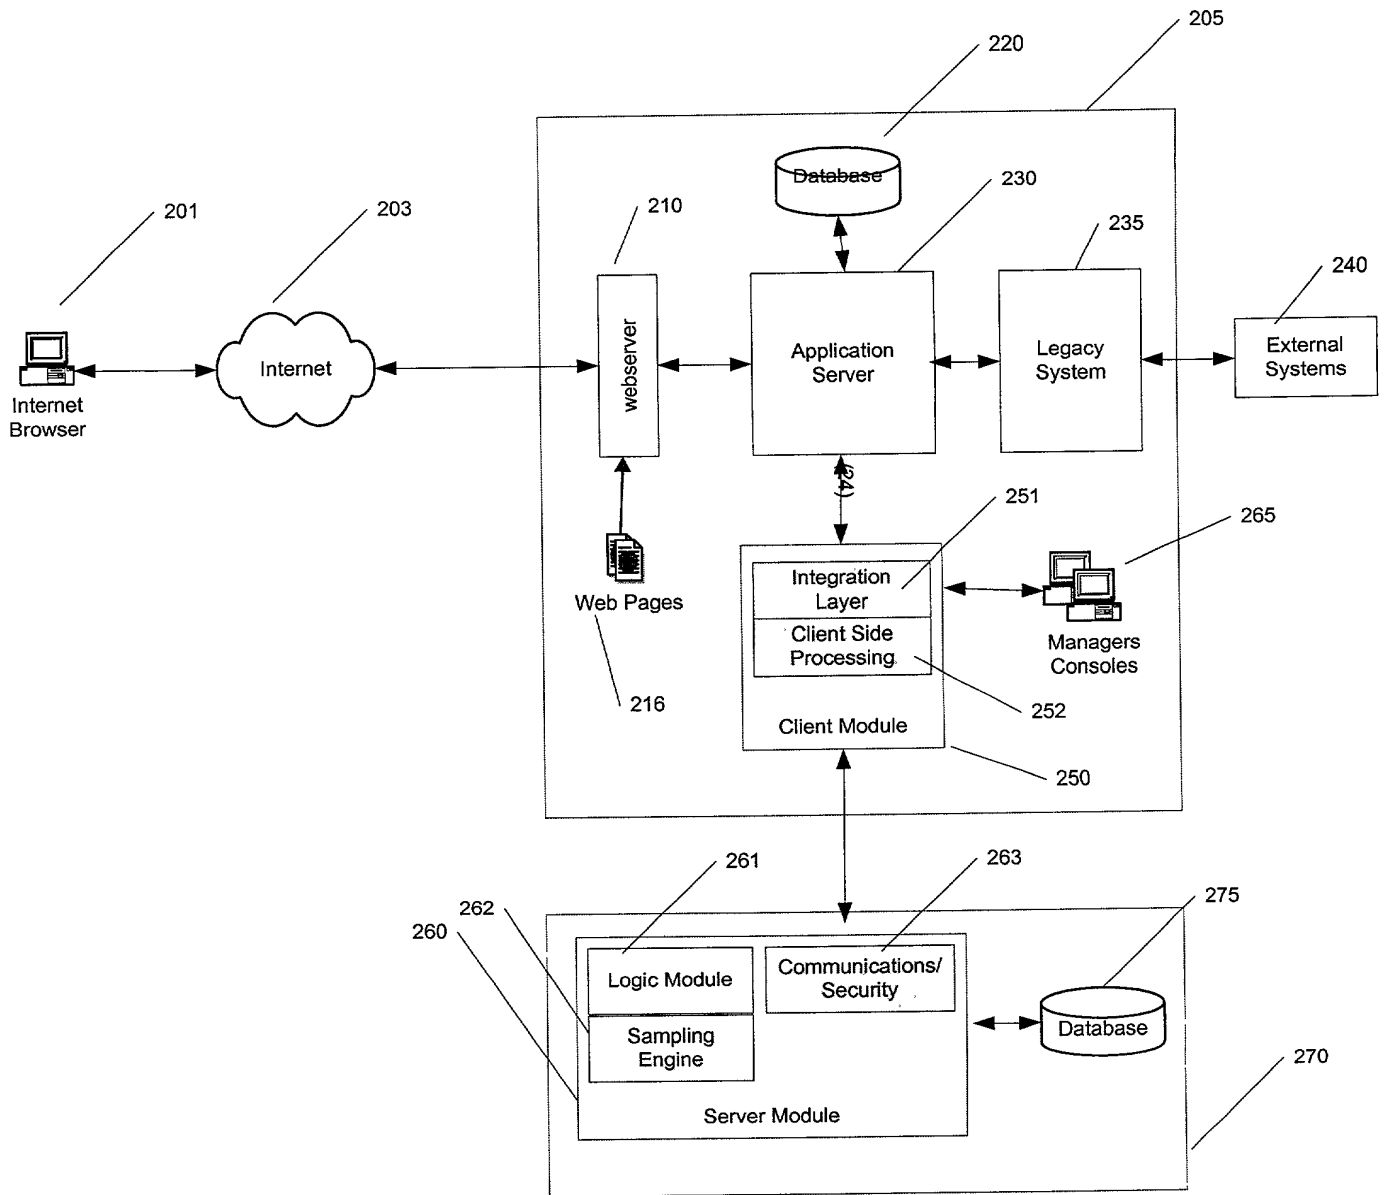 205
220
Database
230
201
203
210
235
240
webserver
Application
Server
Legacy
System
External
Systems
Internet
Internet
Browser
(24)
251
265
Integration
Layer
Client Side
Processing
Web Pages
Managers
Consoles
216
252
Client Module
250
261
263
262
275
260
Logic Module
Communications/
Security
Sampling
Engine
Database
270
Server Module